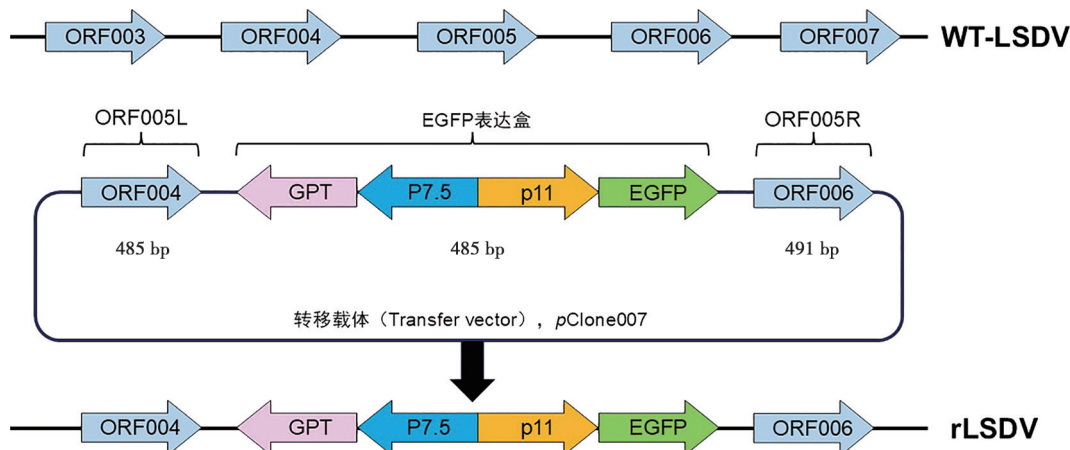 ORF003 ORF004 ORF005 ORF006 ORF007 WT-LSDV
ORF005L EGFP表达盒 ORF005R
ORF004 GPT P7.5 p11 EGFP ORF006
485 bp 485 bp 491 bp
转移载体（Transfer vector），pClone007
ORF004 GPT P7.5 p11 EGFP ORF006 rLSDV